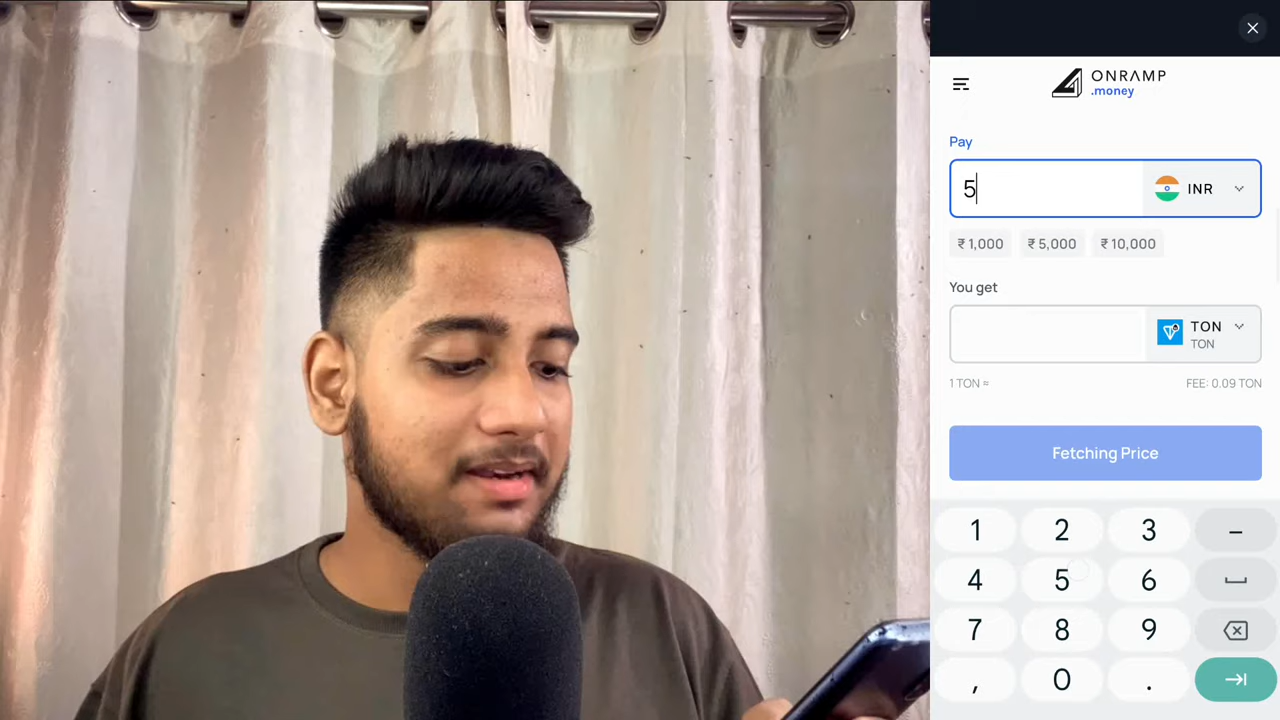 ONRAMP
.money
Pay
5
INR
₹ 1,000
₹ 5,000
₹ 10,000
You get
TON
TON
1 TON ≈
FEE: 0.09 TON
Fetching Price
1 2 3 –
4 5 6
7 8 9
, 0 .